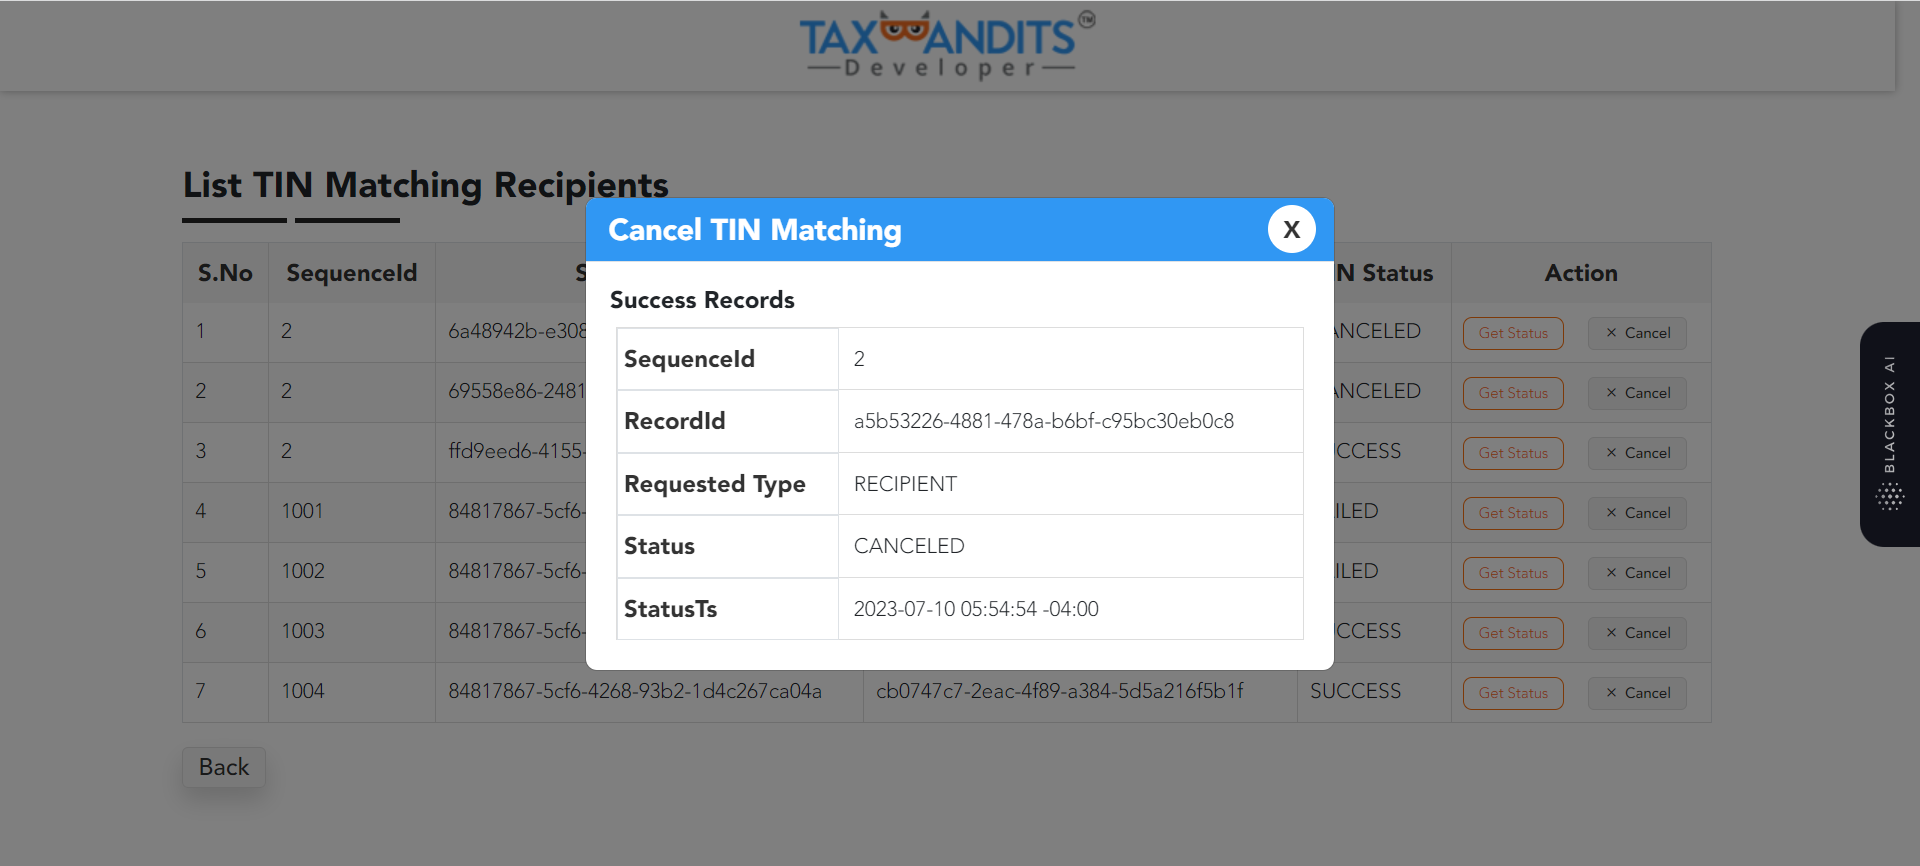 TAXBANDITS TM
Developer
List TIN Matching Recipients
Cancel TIN Matching X
S.No SequenceId S N Status Action
Success Records
1 2 6a48942b-e308 ANCELED Get Status × Cancel
SequenceId 2
2 2 69558e86-2481 ANCELED Get Status × Cancel
RecordId a5b53226-4881-478a-b6bf-c95bc30eb0c8
3 2 ffd9eed6-4155- CCESS Get Status × Cancel
Requested Type RECIPIENT
4 1001 84817867-5cf6- ILED Get Status × Cancel
Status CANCELED
5 1002 84817867-5cf6- ILED Get Status × Cancel
StatusTs 2023-07-10 05:54:54 -04:00
6 1003 84817867-5cf6- CCESS Get Status × Cancel
7 1004 84817867-5cf6-4268-93b2-1d4c267ca04a cb0747c7-2eac-4f89-a384-5d5a216f5b1f SUCCESS Get Status × Cancel
Back
BLACKBOX AI